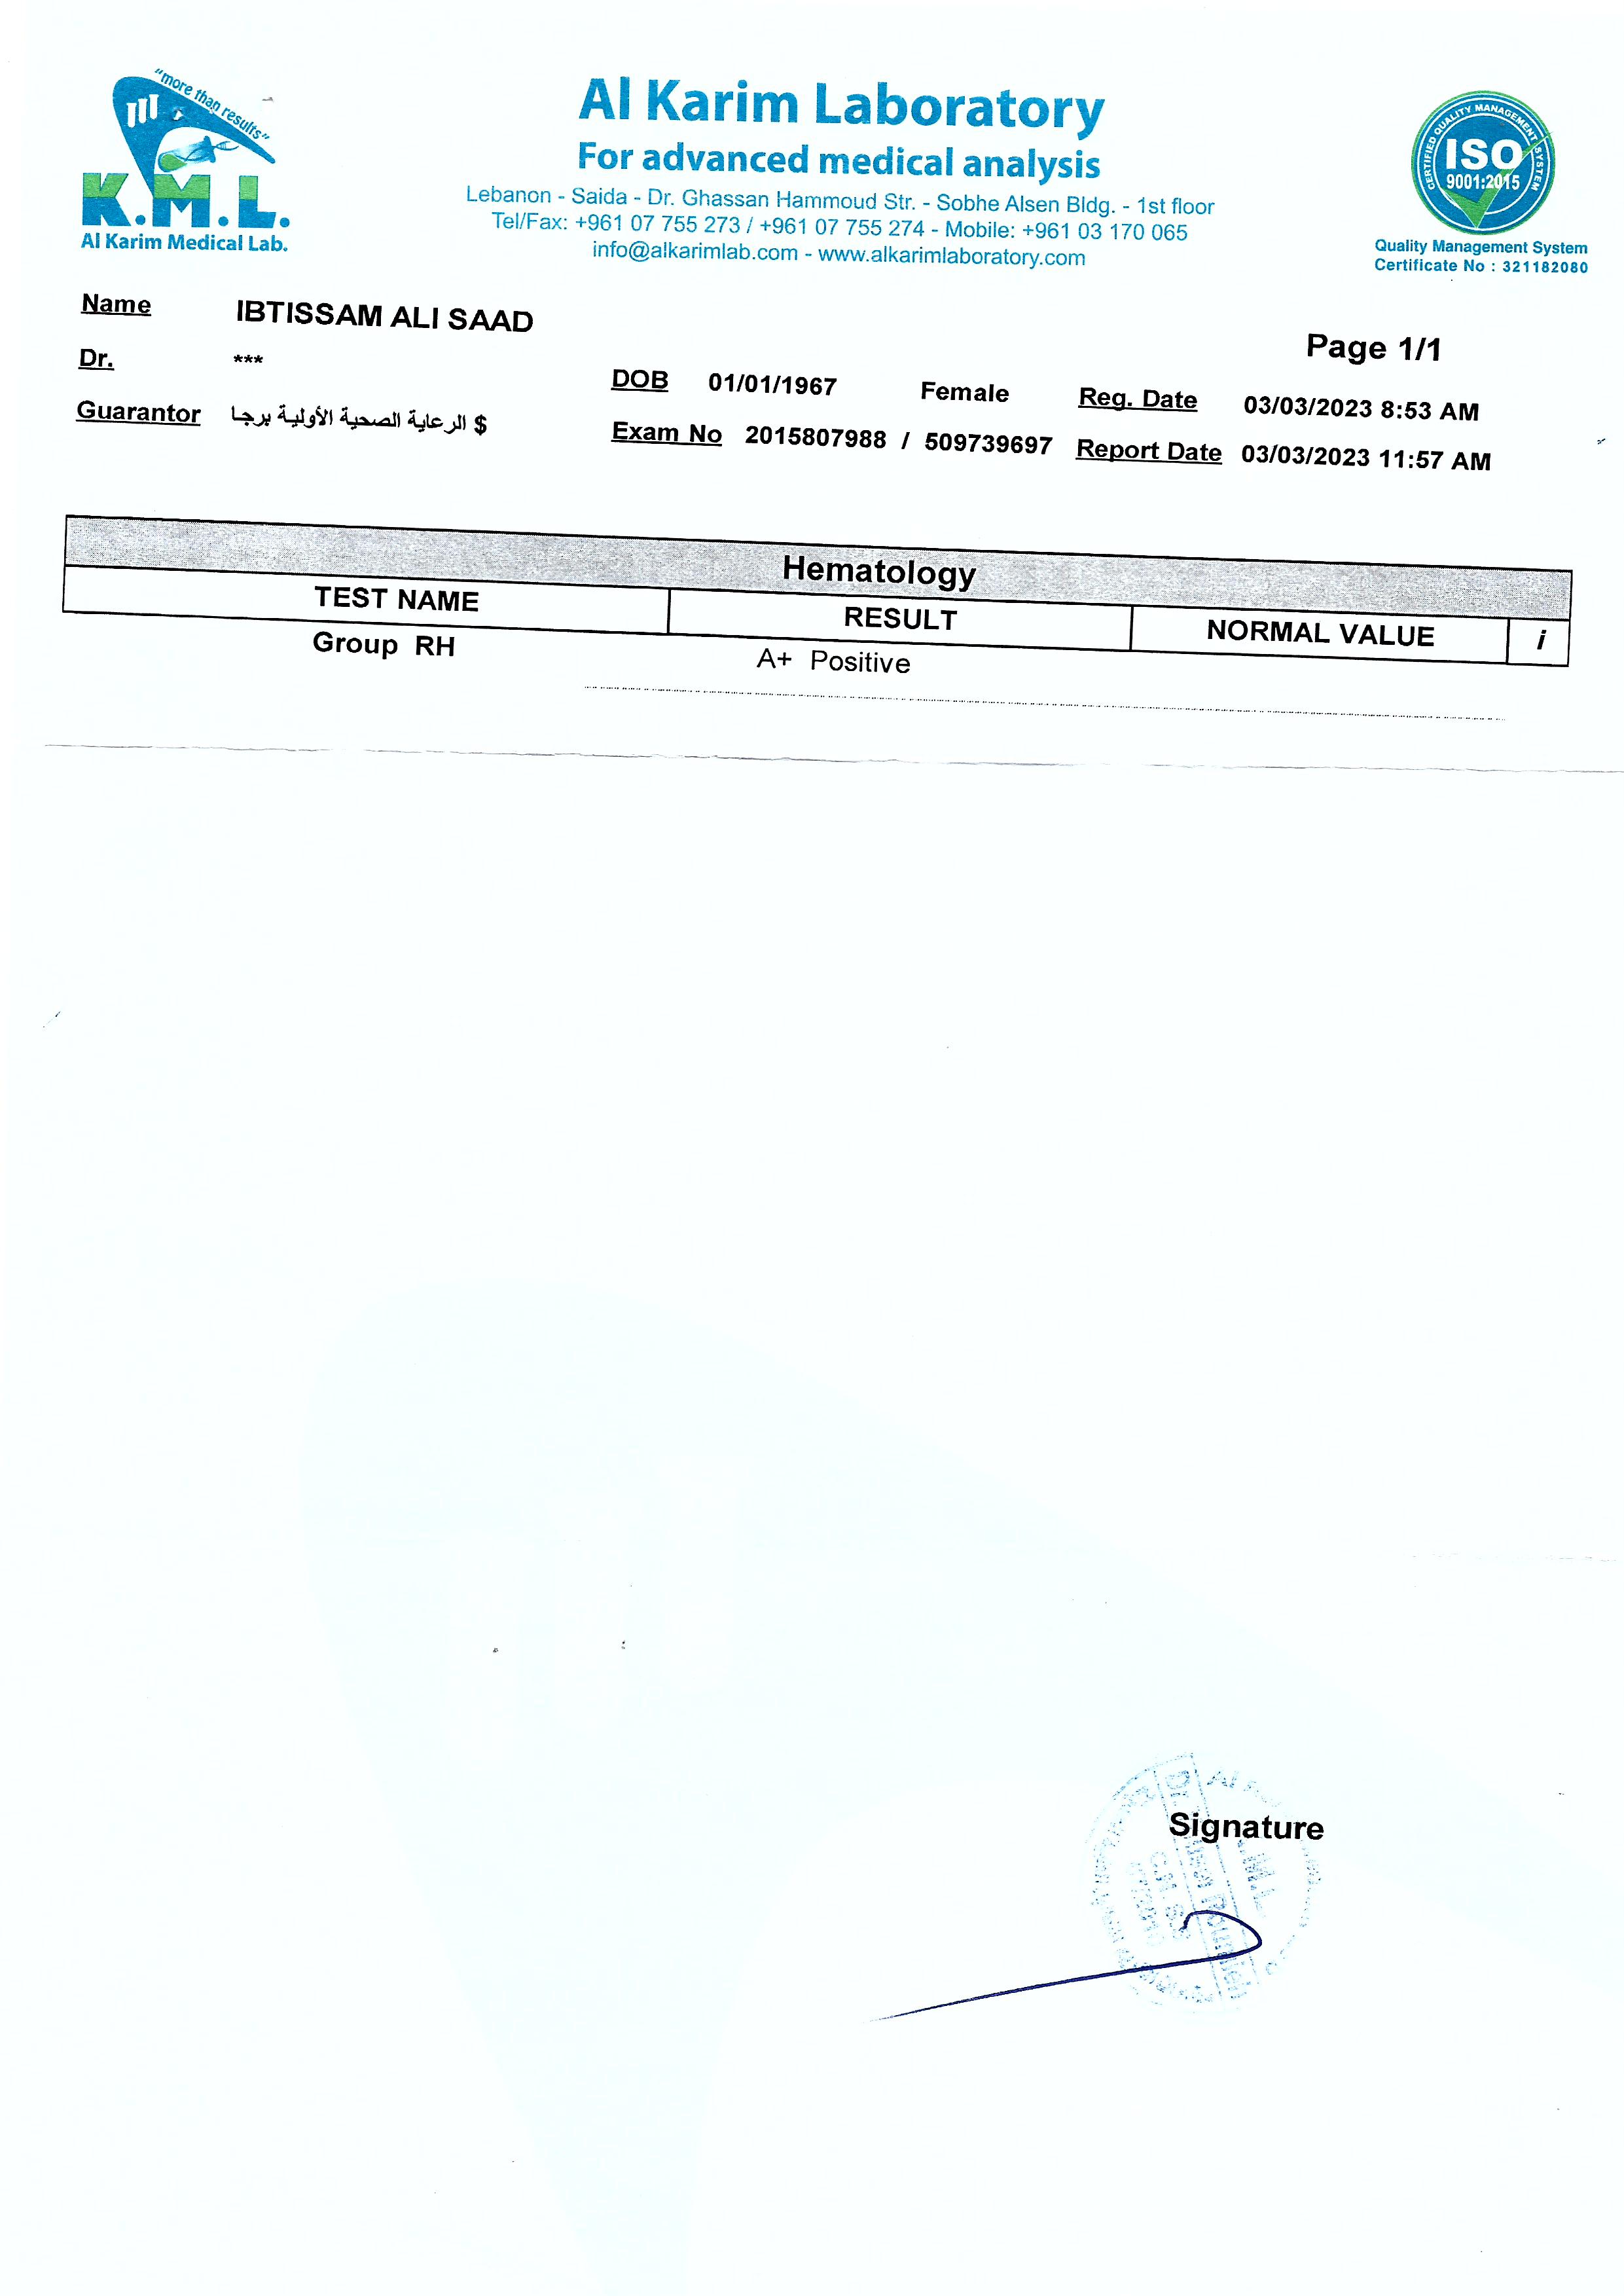 "more than results"
K.M.L.
Al Karim Medical Lab.
Al Karim Laboratory
For advanced medical analysis
Lebanon - Saida - Dr. Ghassan Hammoud Str. - Sobhe Alsen Bldg. - 1st floor
Tel/Fax: +961 07 755 273 / +961 07 755 274 - Mobile: +961 03 170 065
info@alkarimlab.com - www.alkarimlaboratory.com
CERTIFIED QUALITY MANAGEMENT SYSTEM
ISO
9001:2015
Quality Management System
Certificate No : 321182080
Name IBTISSAM ALI SAAD
Page 1/1
Dr. ***
DOB 01/01/1967 Female Reg. Date 03/03/2023 8:53 AM
Guarantor الرعاية الصحية الأولية برجا $
Exam No 2015807988 / 509739697 Report Date 03/03/2023 11:57 AM
Hematology
TEST NAME RESULT NORMAL VALUE i
Group RH A+ Positive
Signature